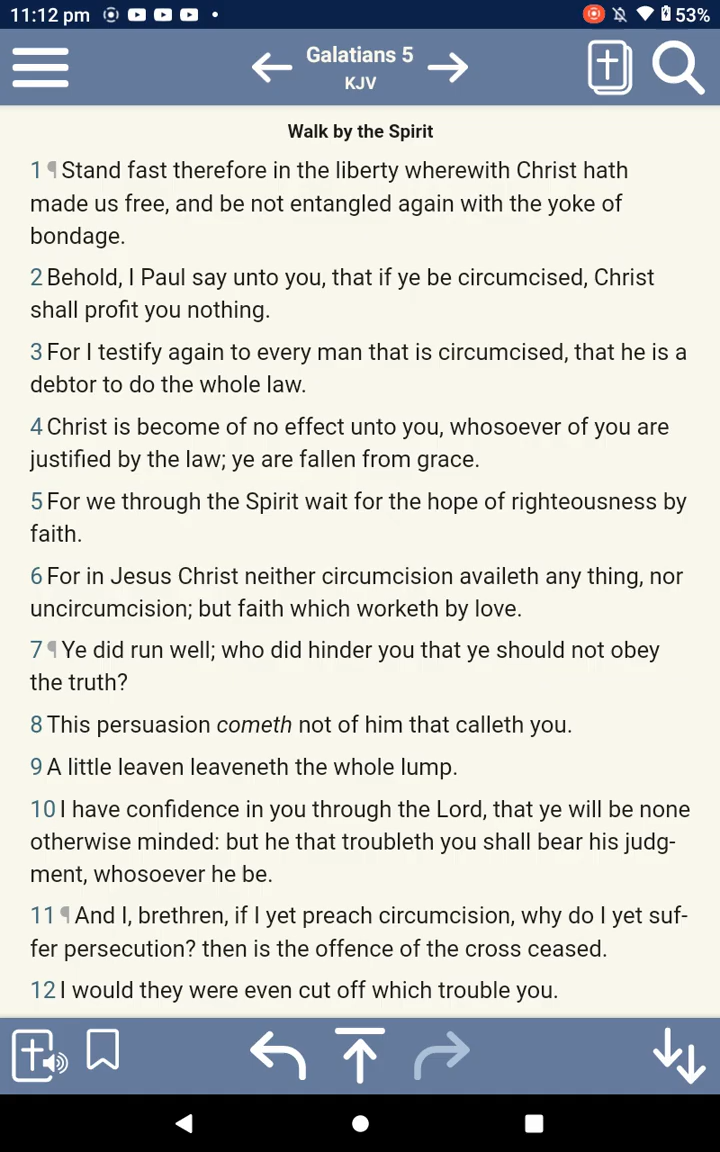 11:12 pm
53%
Galatians 5
KJV
Walk by the Spirit
1 ¶ Stand fast therefore in the liberty wherewith Christ hath
made us free, and be not entangled again with the yoke of
bondage.
2 Behold, I Paul say unto you, that if ye be circumcised, Christ
shall profit you nothing.
3 For I testify again to every man that is circumcised, that he is a
debtor to do the whole law.
4 Christ is become of no effect unto you, whosoever of you are
justified by the law; ye are fallen from grace.
5 For we through the Spirit wait for the hope of righteousness by
faith.
6 For in Jesus Christ neither circumcision availeth any thing, nor
uncircumcision; but faith which worketh by love.
7 ¶ Ye did run well; who did hinder you that ye should not obey
the truth?
8 This persuasion cometh not of him that calleth you.
9 A little leaven leaveneth the whole lump.
10 I have confidence in you through the Lord, that ye will be none
otherwise minded: but he that troubleth you shall bear his judg-
ment, whosoever he be.
11 ¶ And I, brethren, if I yet preach circumcision, why do I yet suf-
fer persecution? then is the offence of the cross ceased.
12 I would they were even cut off which trouble you.